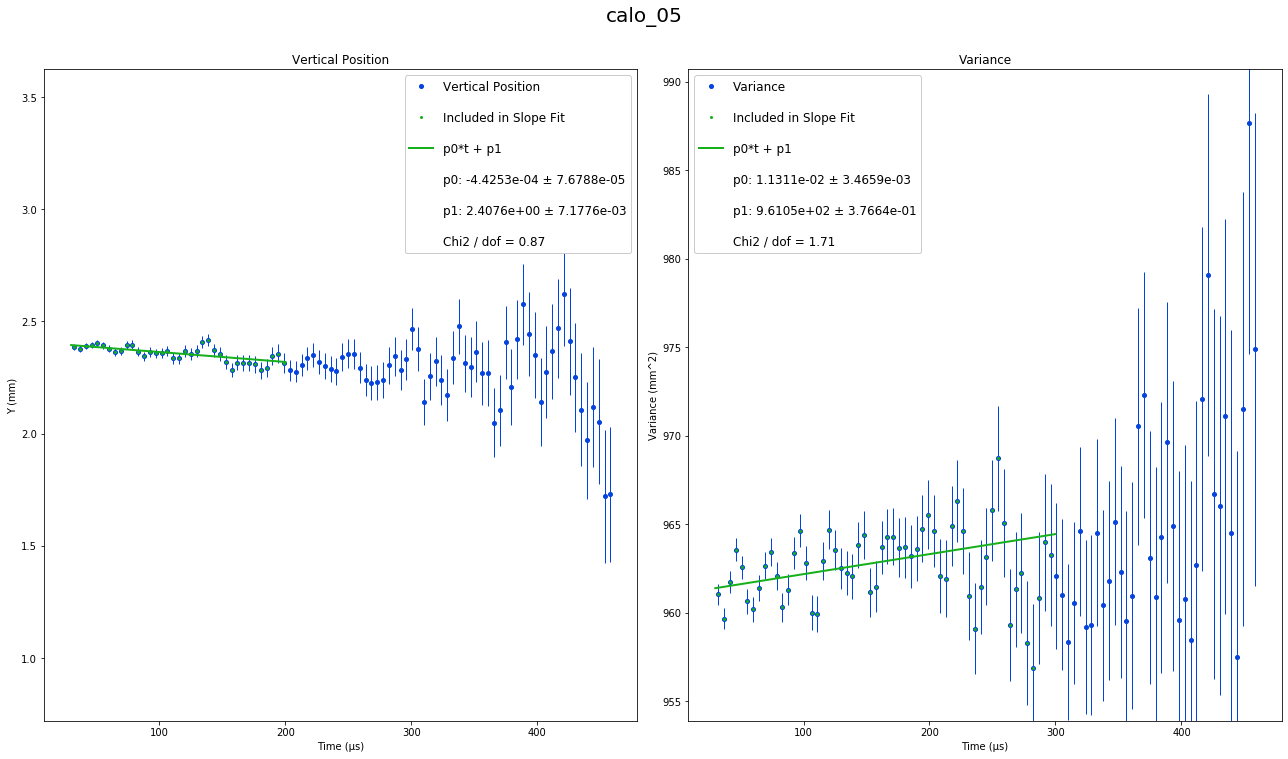 calo_05
Vertical Position
Vertical Position
Included in Slope Fit
p0*t + p1
p0: -4.4253e-04 ± 7.6788e-05
p1: 2.4076e+00 ± 7.1776e-03
Chi2 / dof = 0.87
3.5
3.0
2.5
2.0
1.5
1.0
Y (mm)
100
200
300
400
Time (µs)
Variance
Variance
Included in Slope Fit
p0*t + p1
p0: 1.1311e-02 ± 3.4659e-03
p1: 9.6105e+02 ± 3.7664e-01
Chi2 / dof = 1.71
990
985
980
975
970
965
960
955
Variance (mm^2)
100
200
300
400
Time (µs)